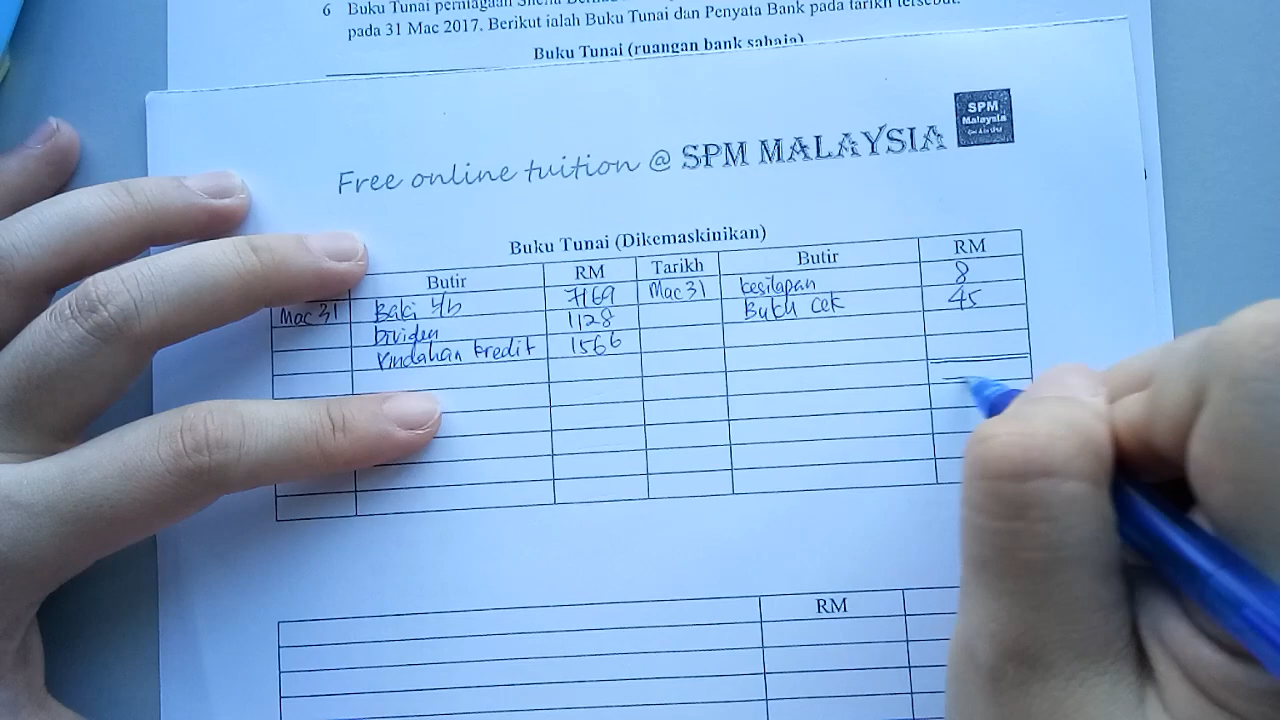 6 Buku Tunai perniagaan
pada 31 Mac 2017. Berikut ialah Buku Tunai dan Penyata Bank pada tarikh tersebut.
Buku Tunai (ruangan bank sahaja)
SPM
Malaysia
Free online tuition @ SPM MALAYSIA
Buku Tunai (Dikemaskinikan)
Butir RM Tarikh Butir RM
Mac 31 Baki h/b 7169 Mac 31 kesilapan 8
Dividen 1128 Buku cek 45
Pindahan kredit 1566
RM